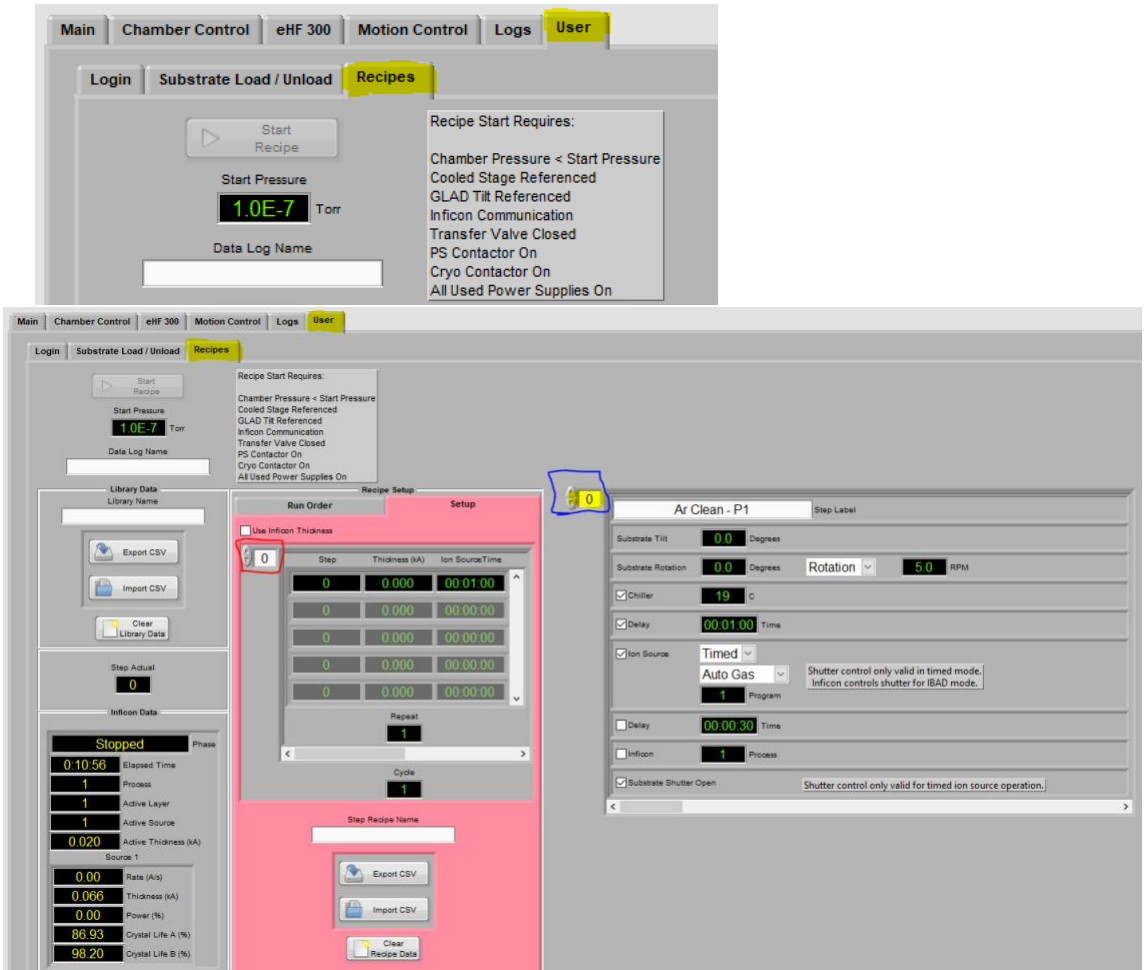 Main Chamber Control eHF 300 Motion Control Logs User
Login Substrate Load / Unload Recipes
Start
Recipe
Start Pressure
1.0E-7 Torr
Data Log Name
Recipe Start Requires:
Chamber Pressure < Start Pressure
Cooled Stage Referenced
GLAD Tilt Referenced
Inficon Communication
Transfer Valve Closed
PS Contactor On
Cryo Contactor On
All Used Power Supplies On
Main Chamber Control eHF 300 Motion Control Logs User
Login Substrate Load / Unload Recipes
Start
Recipe
Start Pressure
1.0E-7 Torr
Data Log Name
Recipe Start Requires:
Chamber Pressure < Start Pressure
Cooled Stage Referenced
GLAD Tilt Referenced
Inficon Communication
Transfer Valve Closed
PS Contactor On
Cryo Contactor On
All Used Power Supplies On
Library Data
Library Name
Export CSV
Import CSV
Clear
Library Data
Step Actual
0
Inficon Data
Stopped Phase
0:10:56 Elapsed Time
1 Process
1 Active Layer
1 Active Source
0.020 Active Thickness (kA)
Source 1
0.00 Rate (A/s)
0.066 Thickness (kA)
0.00 Power (%)
86.93 Crystal Life A (%)
98.20 Crystal Life B (%)
Recipe Setup
Run Order Setup
Use Inficon Thickness
0
Step Thickness (kA) Ion SourceTime
0 0.000 00:01:00
0 0.000 00:00:00
0 0.000 00:00:00
0 0.000 00:00:00
0 0.000 00:00:00
Repeat
1
Cycle
1
Step Recipe Name
Export CSV
Import CSV
Clear
Recipe Data
0
Ar Clean - P1 Step Label
Substrate Tilt 0.0 Degrees
Substrate Rotation 0.0 Degrees Rotation 5.0 RPM
Chiller 19 C
Delay 00:01:00 Time
Ion Source Timed
Auto Gas
1 Program
Shutter control only valid in timed mode.
Inficon controls shutter for IBAD mode.
Delay 00:00:30 Time
Inficon 1 Process
Substrate Shutter Open Shutter control only valid for timed ion source operation.